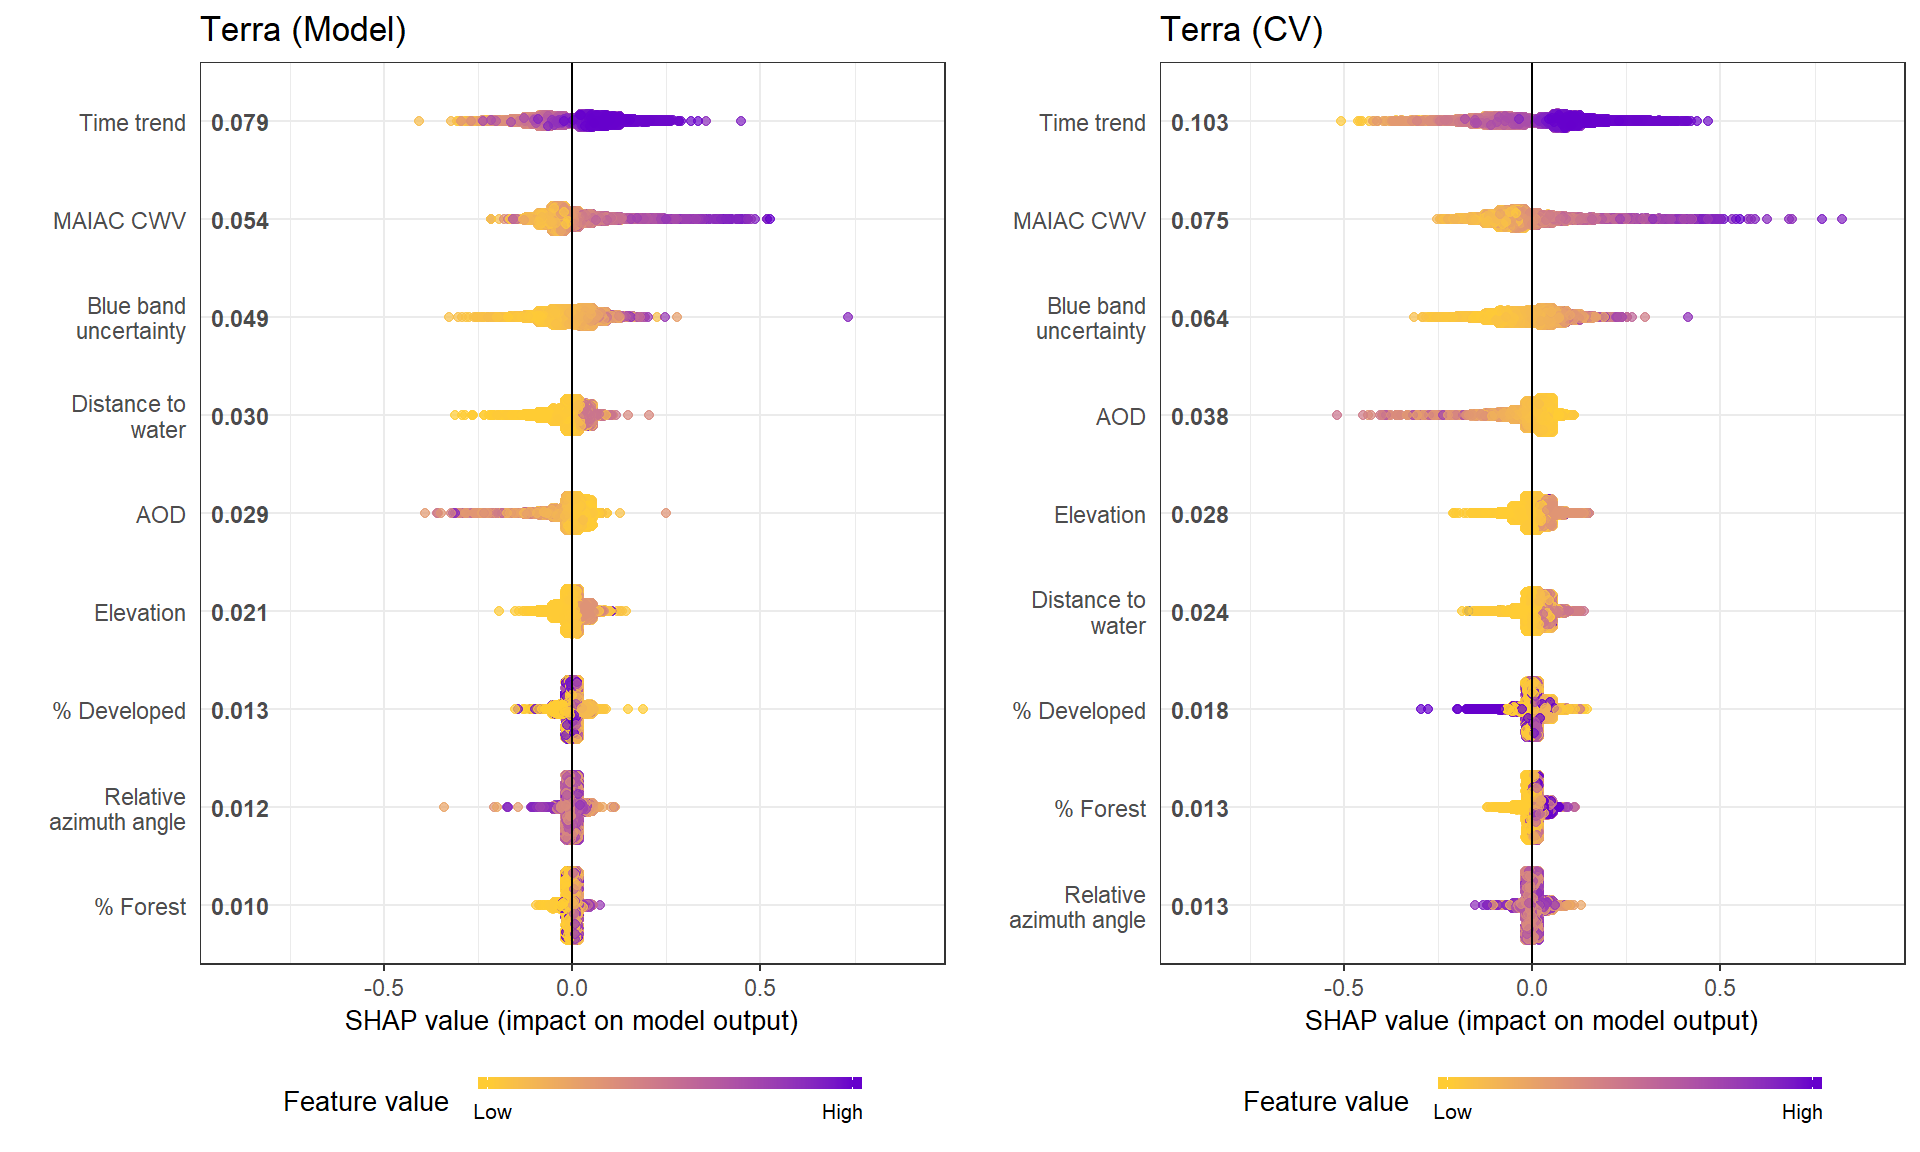 Terra (Model)
Time trend 0.079
MAIAC CWV 0.054
Blue band
uncertainty 0.049
Distance to
water 0.030
AOD 0.029
Elevation 0.021
% Developed 0.013
Relative
azimuth angle 0.012
% Forest 0.010
-0.5 0.0 0.5
SHAP value (impact on model output)
Feature value
Low High
Terra (CV)
Time trend 0.103
MAIAC CWV 0.075
Blue band
uncertainty 0.064
AOD 0.038
Elevation 0.028
Distance to
water 0.024
% Developed 0.018
% Forest 0.013
Relative
azimuth angle 0.013
-0.5 0.0 0.5
SHAP value (impact on model output)
Feature value
Low High